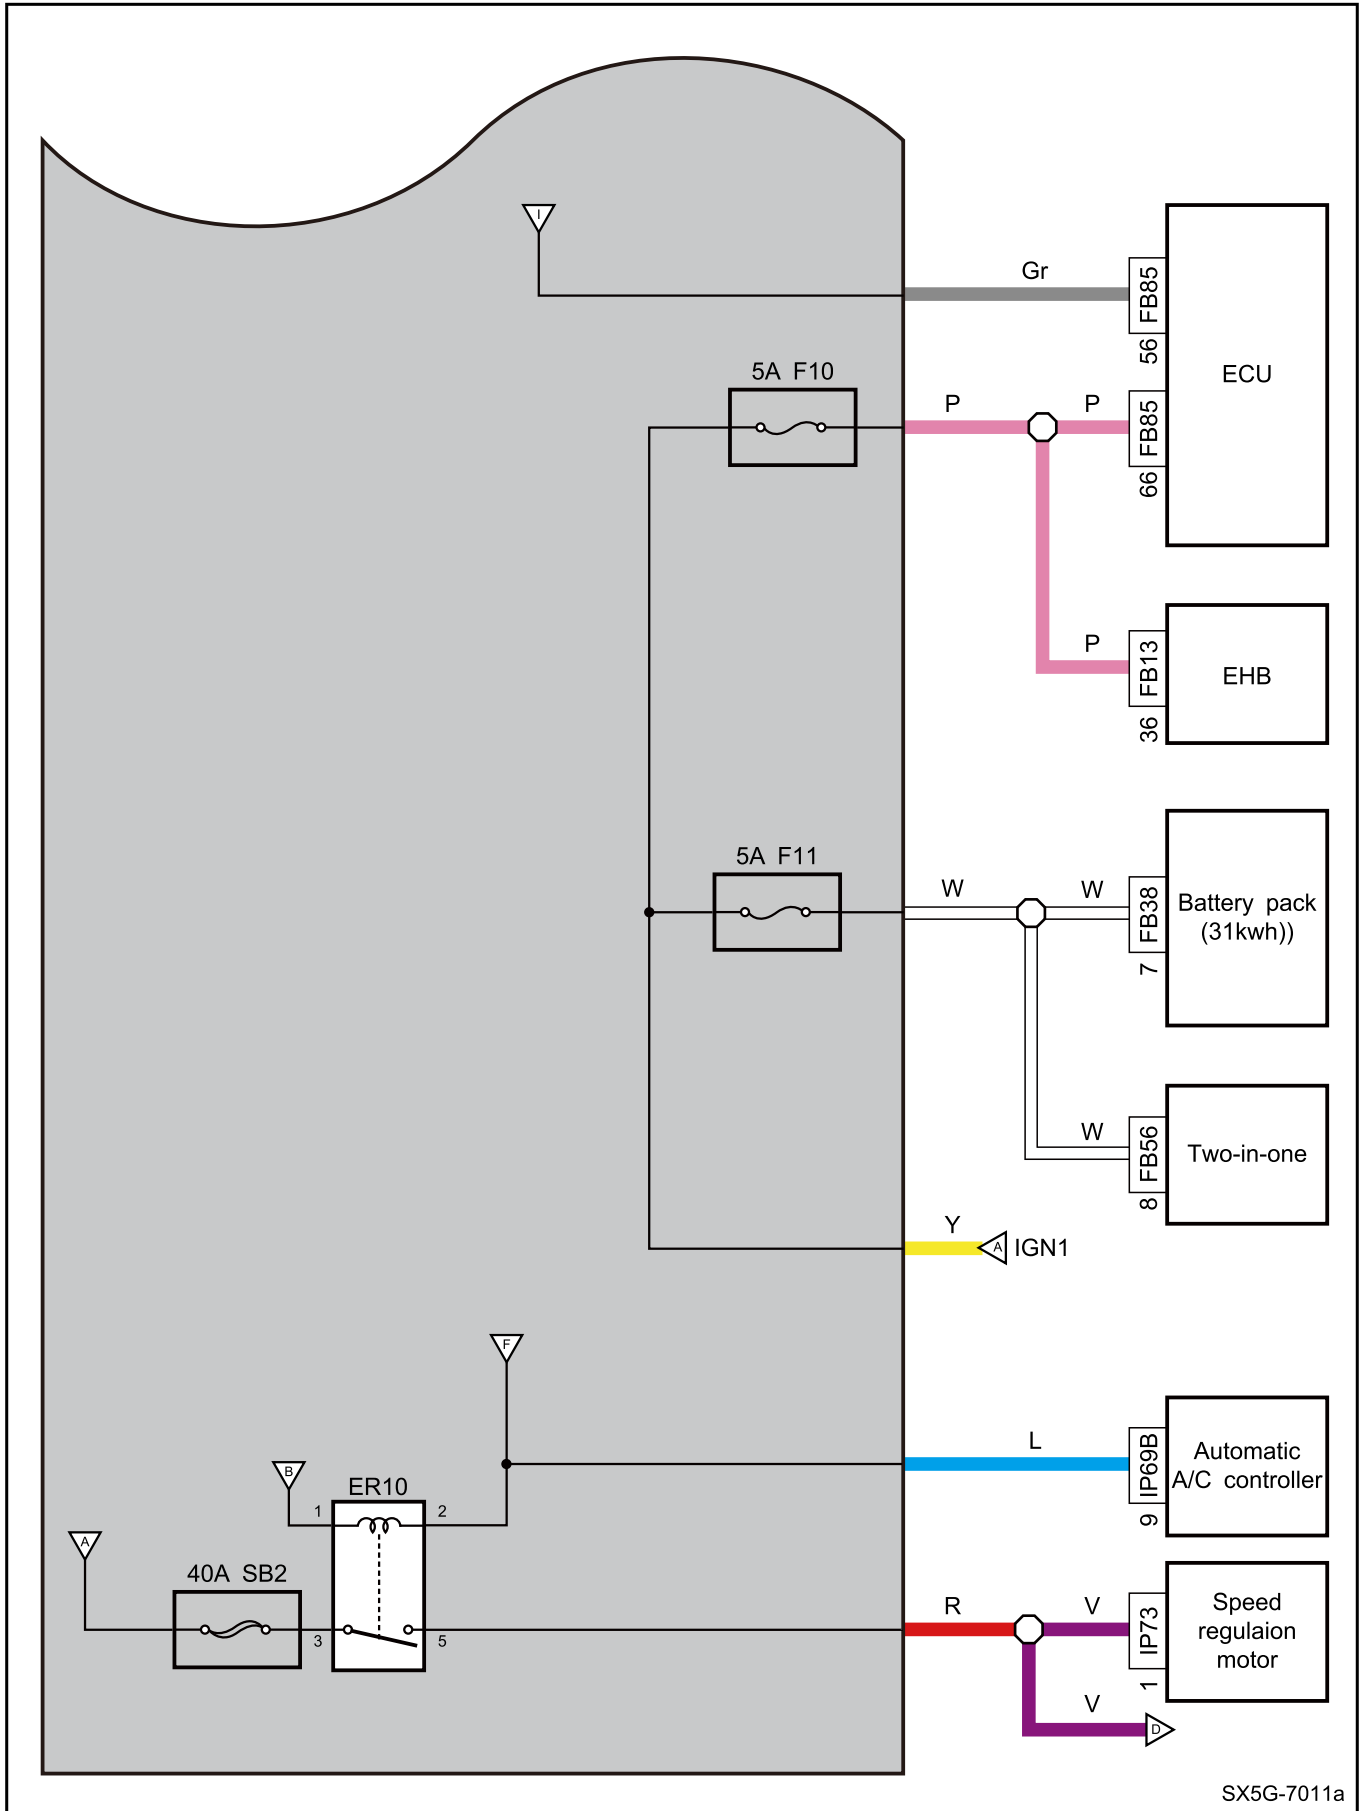 I
Gr
FB85
56
ECU
5A F10
P
P
FB85
66
P
FB13
36
EHB
5A F11
W
W
FB38
7
Battery pack
(31kwh))
W
FB56
8
Two-in-one
Y
A
IGN1
F
L
IP69B
9
Automatic
A/C controller
B
ER10
1
2
A
40A SB2
3
5
R
V
IP73
1
Speed
regulaion
motor
V
D
SX5G-7011a